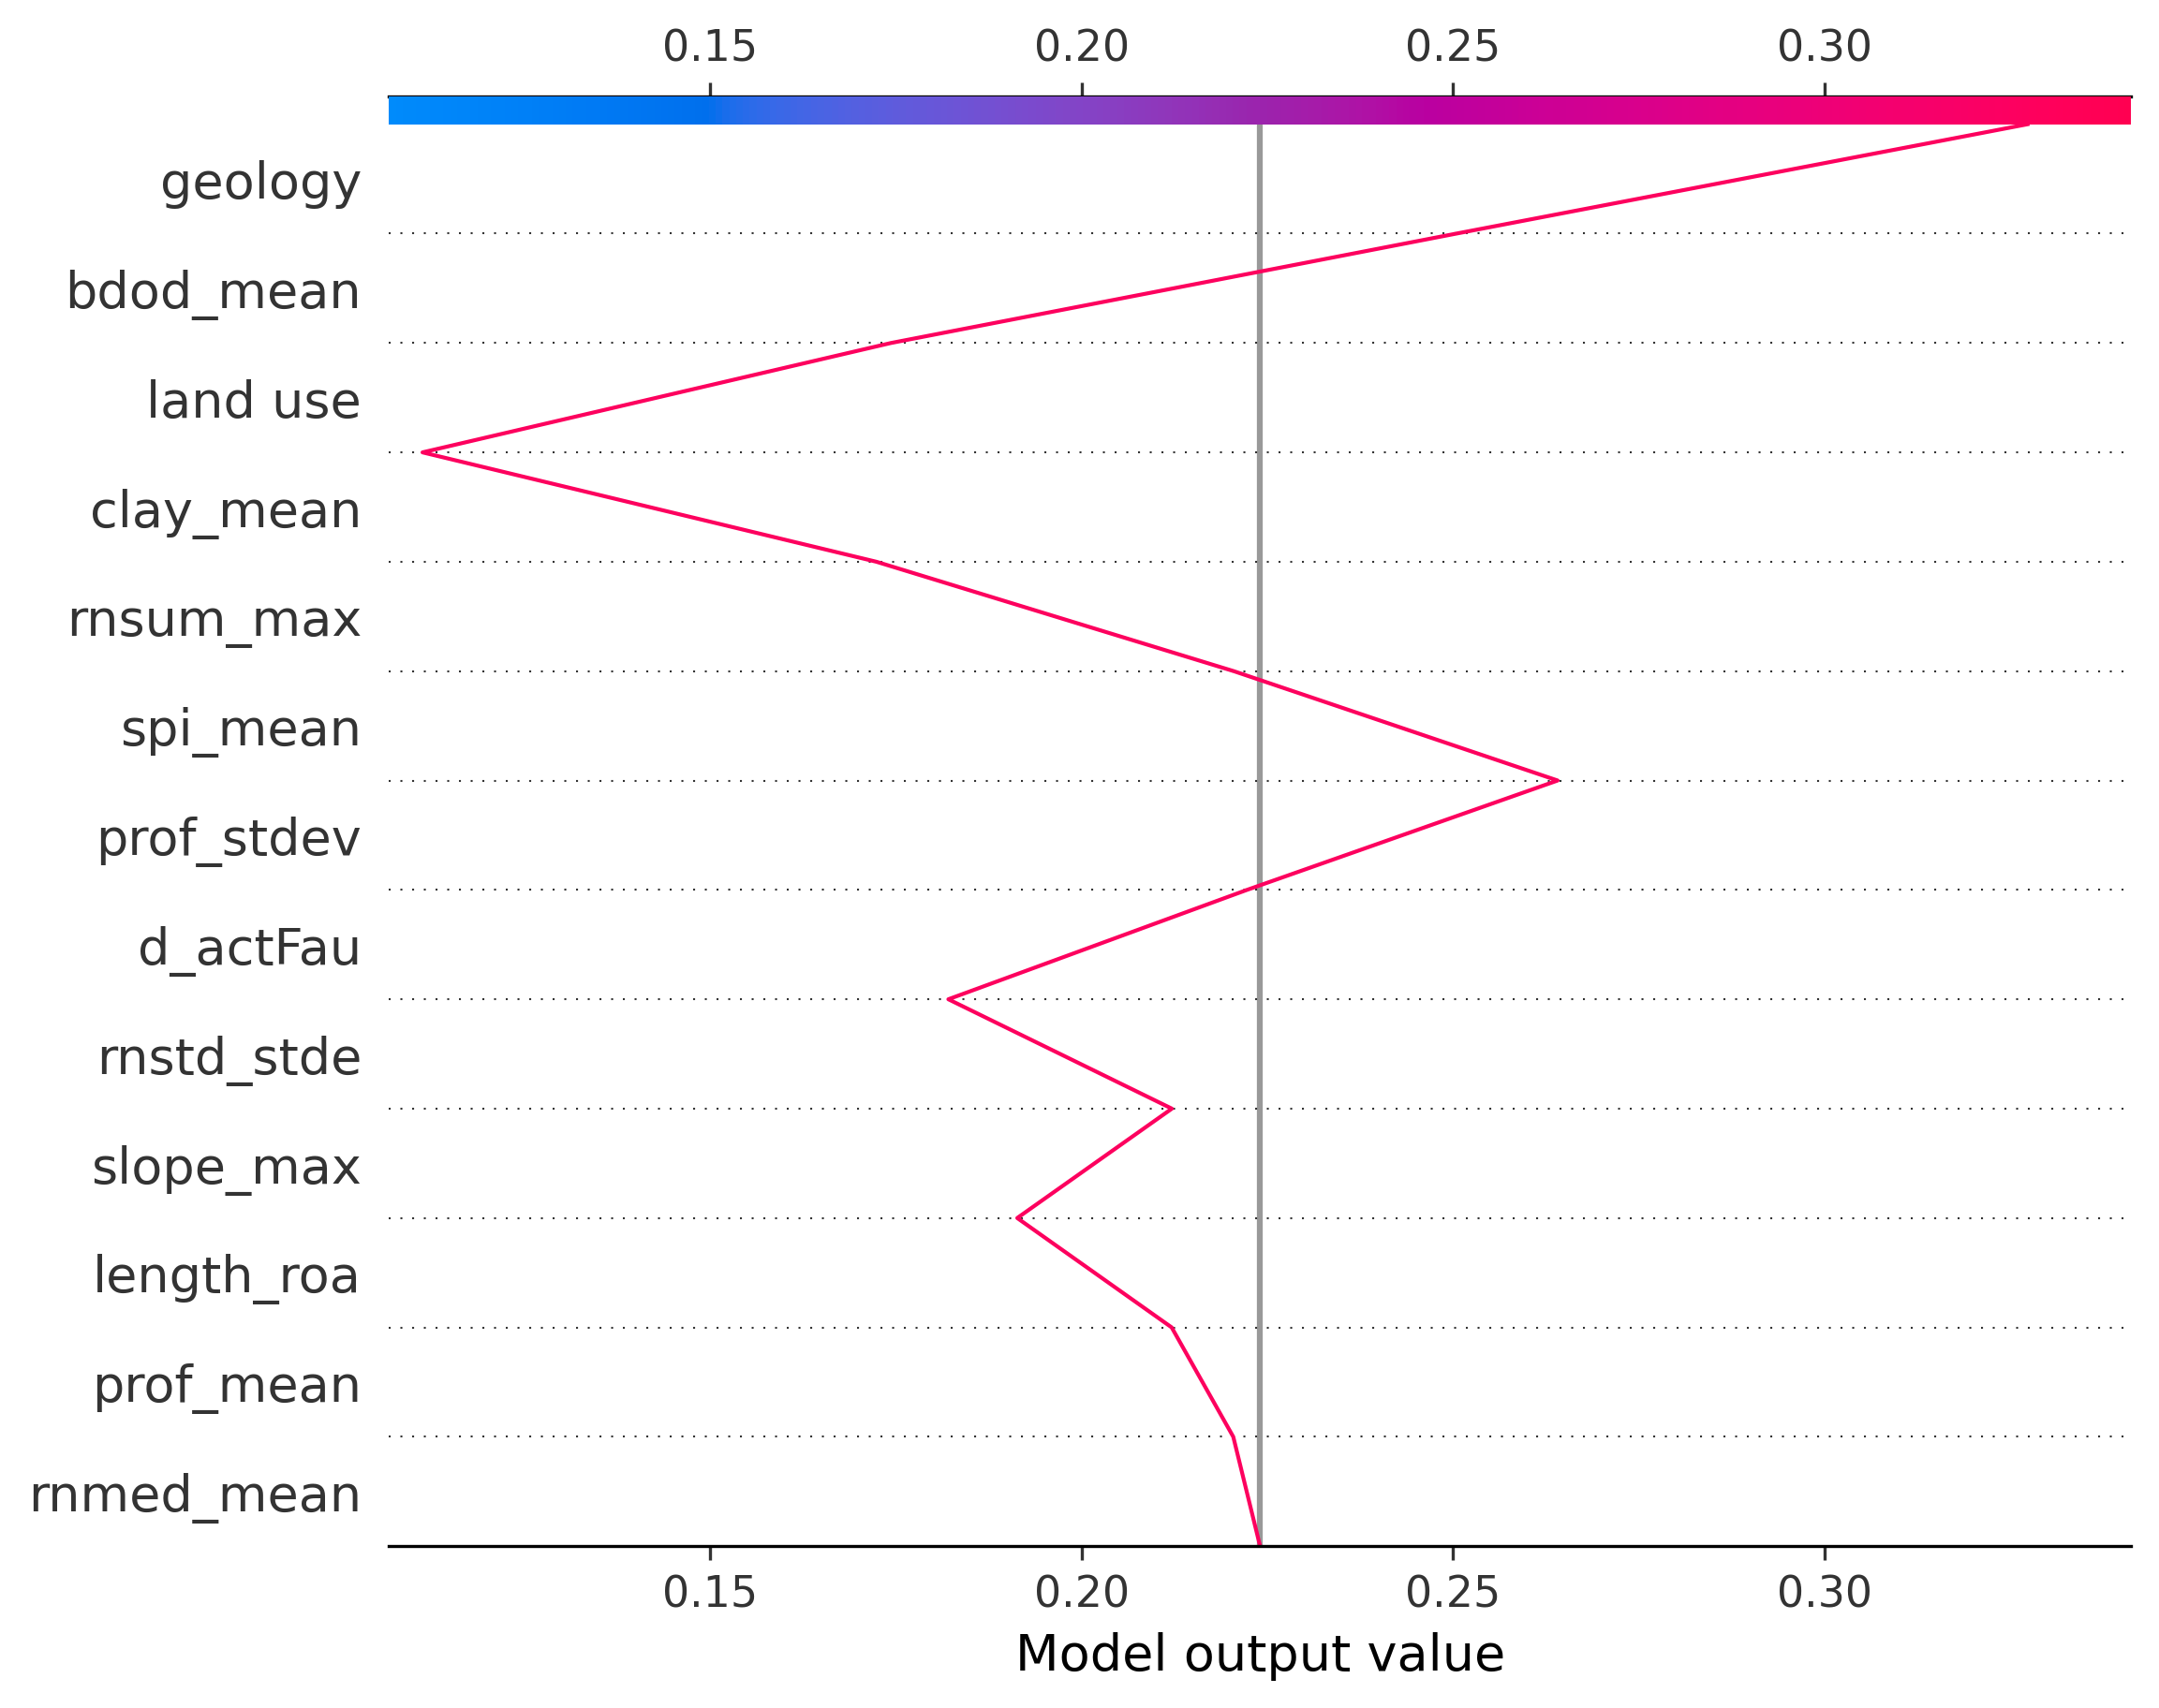 0.15 0.20 0.25 0.30
geology
bdod_mean
land use
clay_mean
rnsum_max
spi_mean
prof_stdev
d_actFau
rnstd_stde
slope_max
length_roa
prof_mean
rnmed_mean
0.15 0.20 0.25 0.30
Model output value